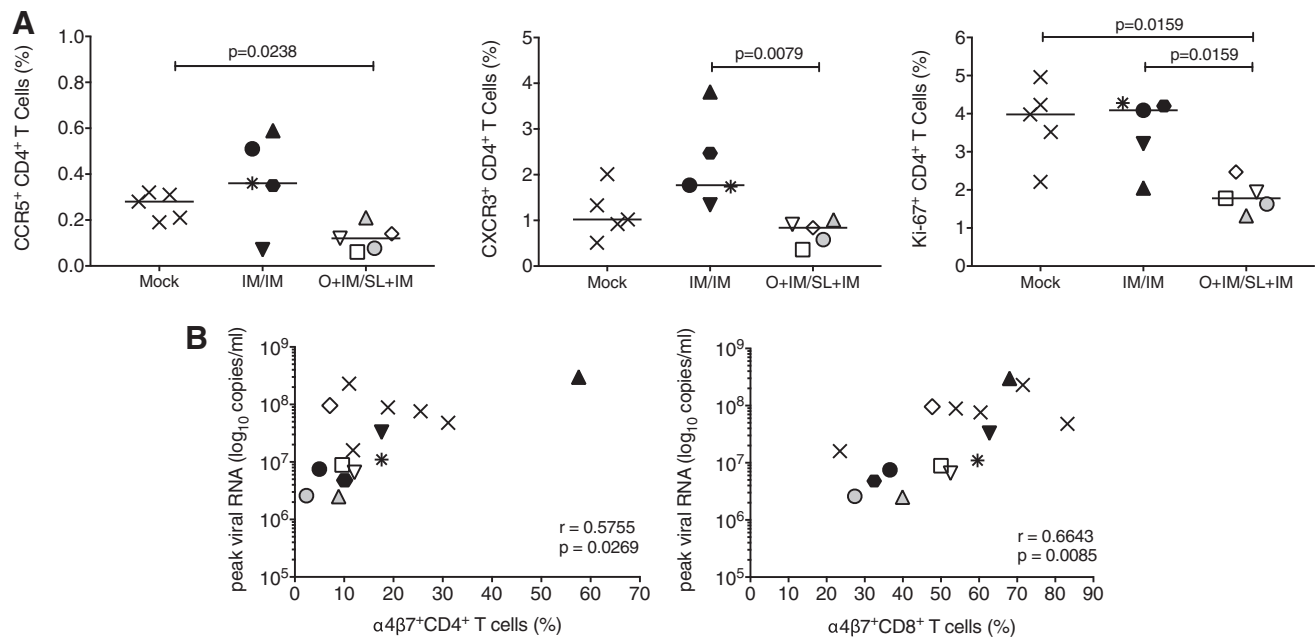 A
CCR5⁺ CD4⁺ T Cells (%)
1.0
0.8
0.6
0.4
0.2
0.0
p=0.0238
Mock
IM/IM
O+IM/SL+IM
CXCR3⁺ CD4⁺ T Cells (%)
5
4
3
2
1
0
p=0.0079
Mock
IM/IM
O+IM/SL+IM
Ki-67⁺ CD4⁺ T Cells (%)
6
5
4
3
2
1
0
p=0.0159
p=0.0159
Mock
IM/IM
O+IM/SL+IM
B
peak viral RNA (log₁₀ copies/ml)
10⁹
10⁸
10⁷
10⁶
10⁵
r = 0.5755
p = 0.0269
0 10 20 30 40 50 60 70
α4β7⁺CD4⁺ T cells (%)
peak viral RNA (log₁₀ copies/ml)
10⁹
10⁸
10⁷
10⁶
10⁵
r = 0.6643
p = 0.0085
0 10 20 30 40 50 60 70 80 90
α4β7⁺CD8⁺ T cells (%)